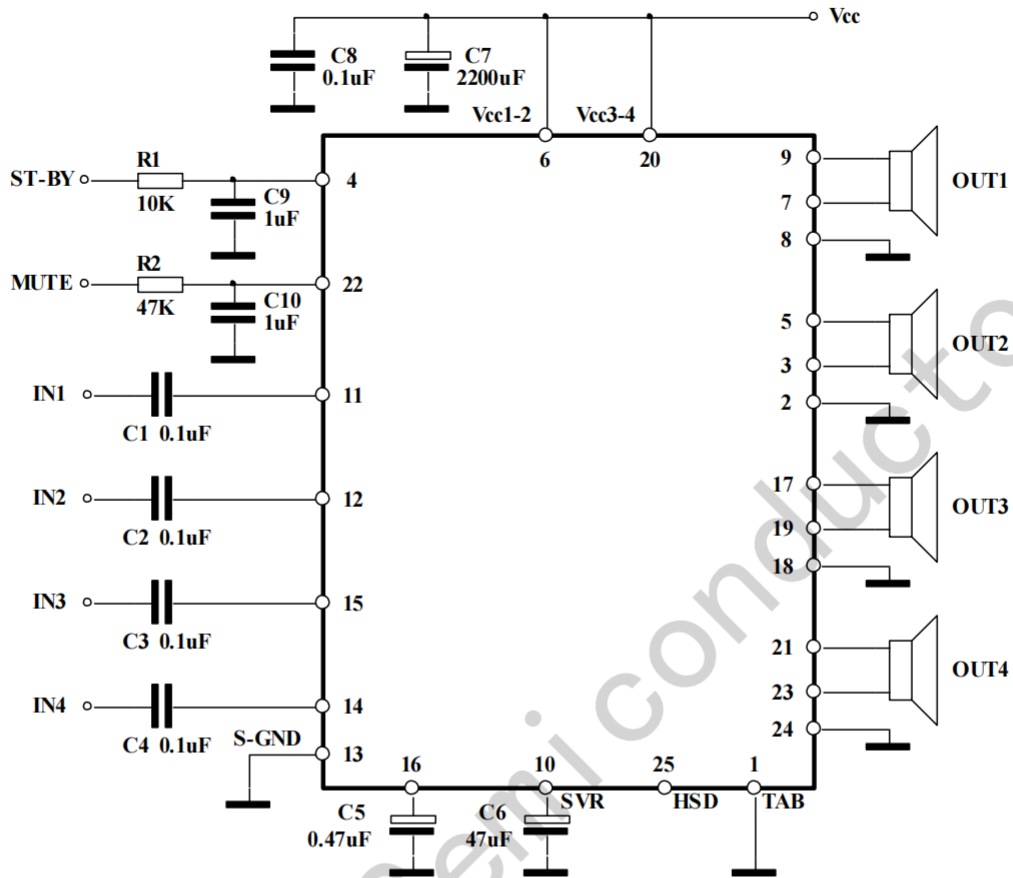 Vcc
C8
0.1uF
C7
2200uF
Vcc1-2
Vcc3-4
6
20
ST-BY
R1
10K
4
C9
1uF
MUTE
R2
47K
22
C10
1uF
IN1
C1 0.1uF
11
IN2
C2 0.1uF
12
IN3
C3 0.1uF
15
IN4
C4 0.1uF
14
S-GND
13
9
7
8
OUT1
5
3
2
OUT2
17
19
18
OUT3
21
23
24
OUT4
16
10
25
1
SVR
HSD
TAB
C5
0.47uF
C6
47uF
semi conducto